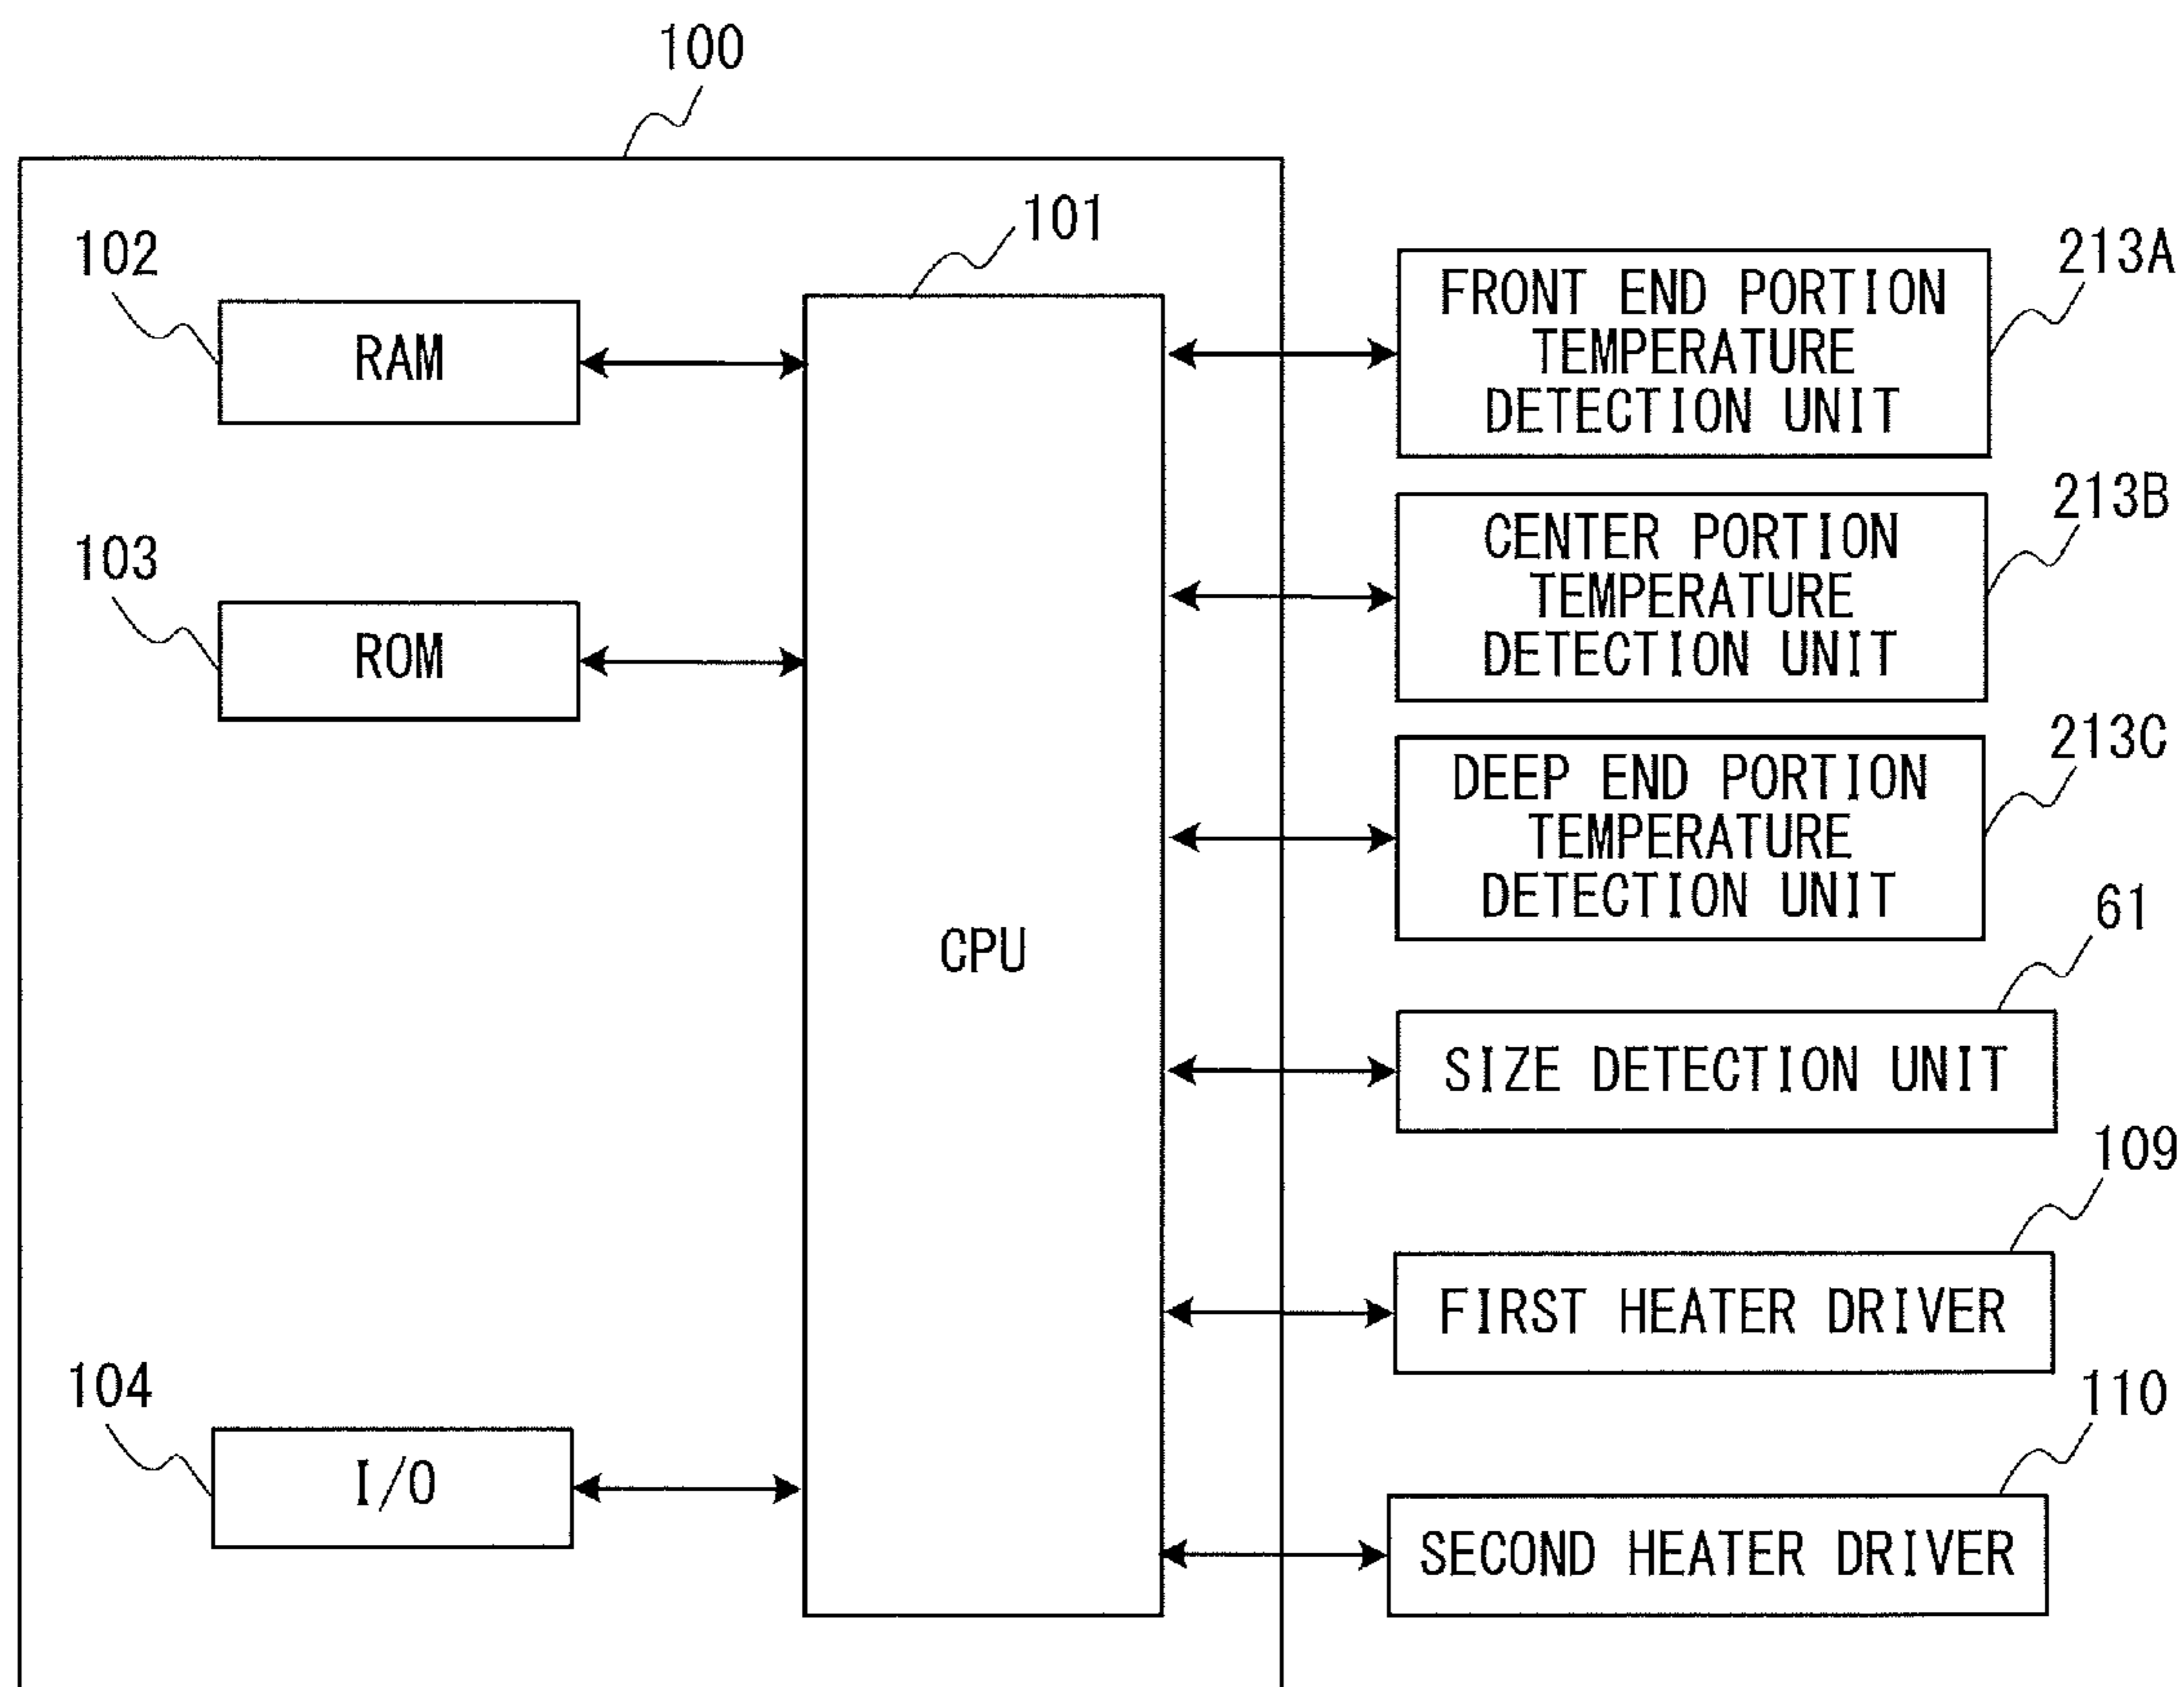 100
101
102
RAM
103
ROM
CPU
104
I/O
213A
FRONT END PORTION
TEMPERATURE
DETECTION UNIT
213B
CENTER PORTION
TEMPERATURE
DETECTION UNIT
213C
DEEP END PORTION
TEMPERATURE
DETECTION UNIT
61
SIZE DETECTION UNIT
109
FIRST HEATER DRIVER
110
SECOND HEATER DRIVER